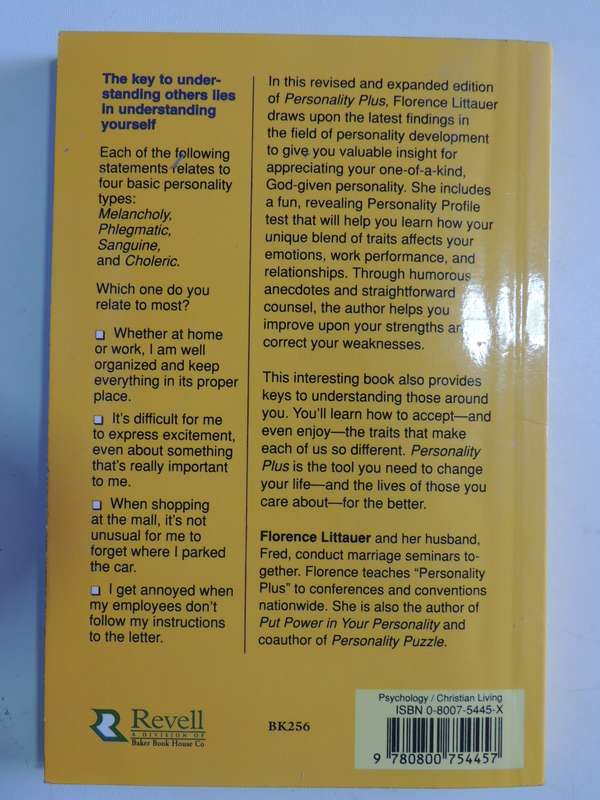 The key to under-
standing others lies
in understanding
yourself
Each of the following
statements relates to
four basic personality
types:
Melancholy,
Phlegmatic,
Sanguine,
and Choleric.
Which one do you
relate to most?
Whether at home
or work, I am well
organized and keep
everything in its proper
place.
It's difficult for me
to express excitement,
even about something
that's really important
to me.
When shopping
at the mall, it's not
unusual for me to
forget where I parked
the car.
I get annoyed when
my employees don't
follow my instructions
to the letter.
In this revised and expanded edition
of Personality Plus, Florence Littauer
draws upon the latest findings in
the field of personality development
to give you valuable insight for
appreciating your one-of-a-kind,
God-given personality. She includes
a fun, revealing Personality Profile
test that will help you learn how your
unique blend of traits affects your
emotions, work performance, and
relationships. Through humorous
anecdotes and straightforward
counsel, the author helps you
improve upon your strengths and
correct your weaknesses.
This interesting book also provides
keys to understanding those around
you. You'll learn how to accept—and
even enjoy—the traits that make
each of us so different. Personality
Plus is the tool you need to change
your life—and the lives of those you
care about—for the better.
Florence Littauer and her husband,
Fred, conduct marriage seminars to-
gether. Florence teaches "Personality
Plus" to conferences and conventions
nationwide. She is also the author of
Put Power in Your Personality and
coauthor of Personality Puzzle.
Revell
A DIVISION OF
Baker Book House Co
BK256
Psychology / Christian Living
ISBN 0-8007-5445-X
9 780800 754457